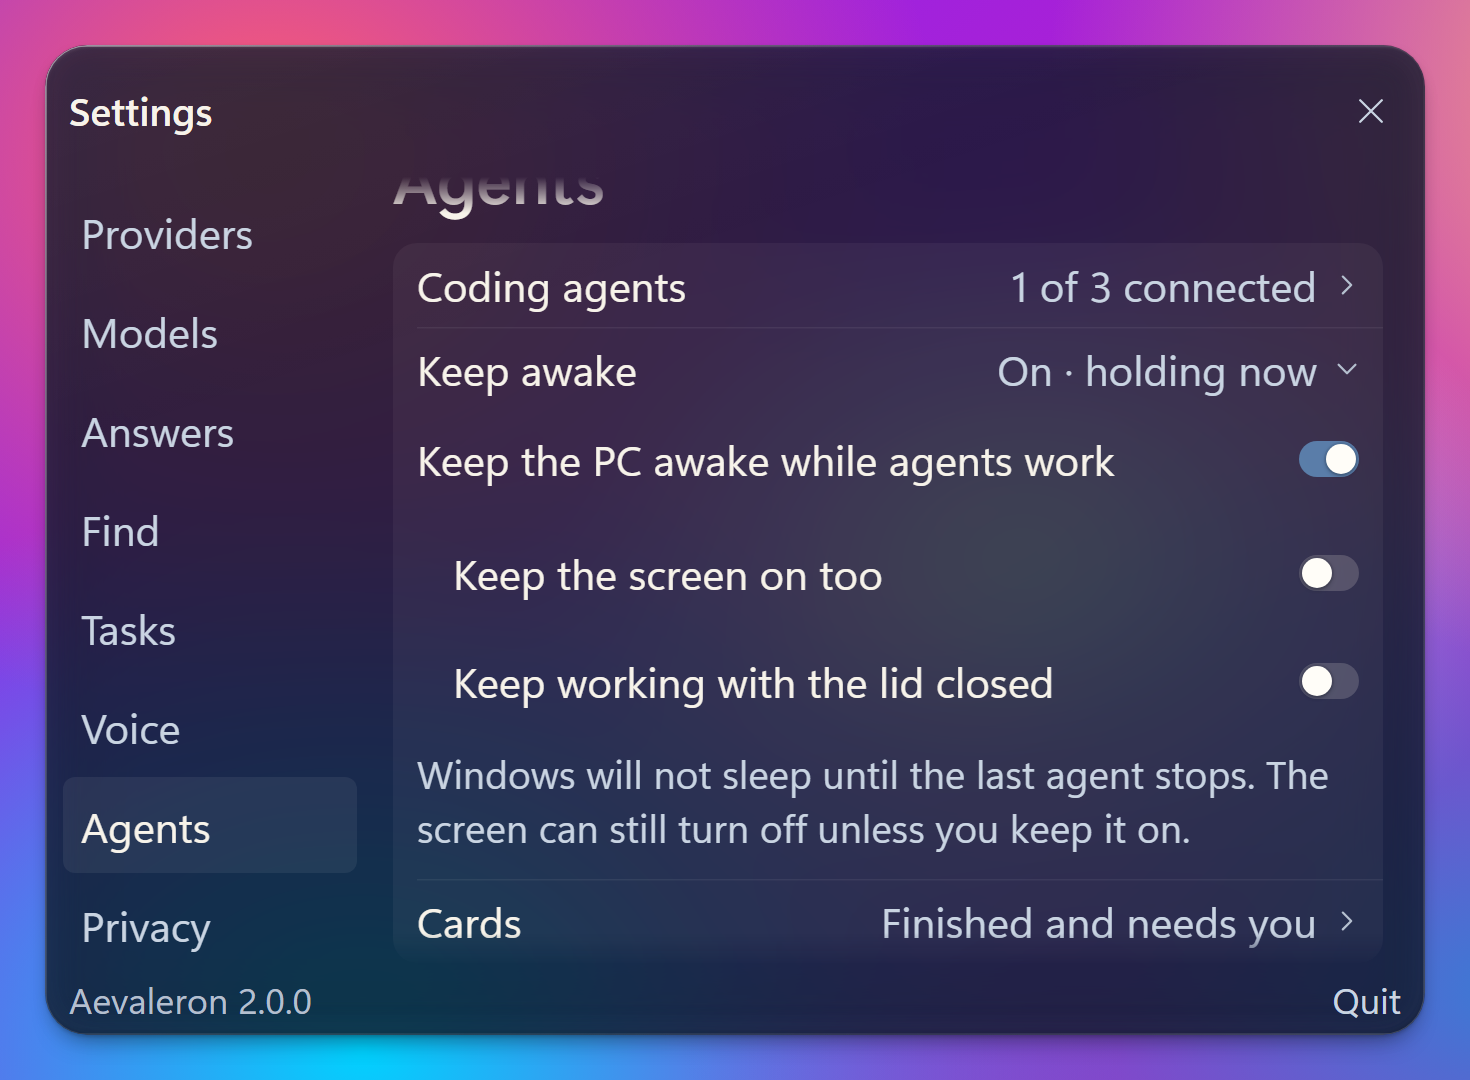 Settings
Agents
Providers
Models
Answers
Find
Tasks
Voice
Agents
Privacy
Coding agents 1 of 3 connected
Keep awake On · holding now
Keep the PC awake while agents work
Keep the screen on too
Keep working with the lid closed
Windows will not sleep until the last agent stops. The
screen can still turn off unless you keep it on.
Cards Finished and needs you
Aevaleron 2.0.0
Quit